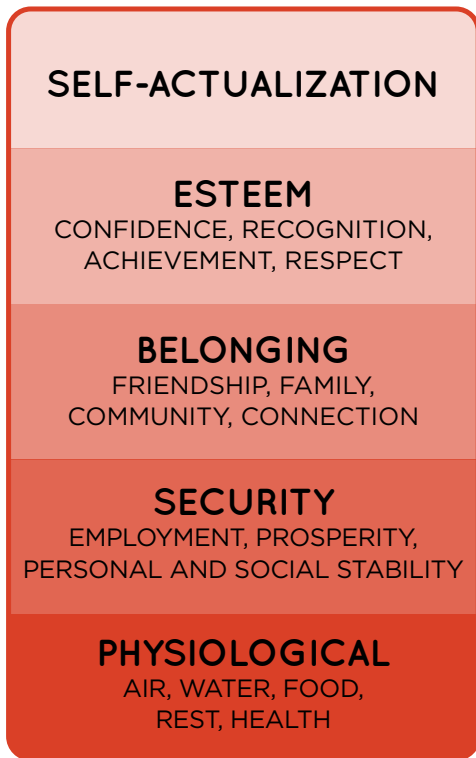 SELF-ACTUALIZATION
ESTEEM
CONFIDENCE, RECOGNITION,
ACHIEVEMENT, RESPECT
BELONGING
FRIENDSHIP, FAMILY,
COMMUNITY, CONNECTION
SECURITY
EMPLOYMENT, PROSPERITY,
PERSONAL AND SOCIAL STABILITY
PHYSIOLOGICAL
AIR, WATER, FOOD,
REST, HEALTH